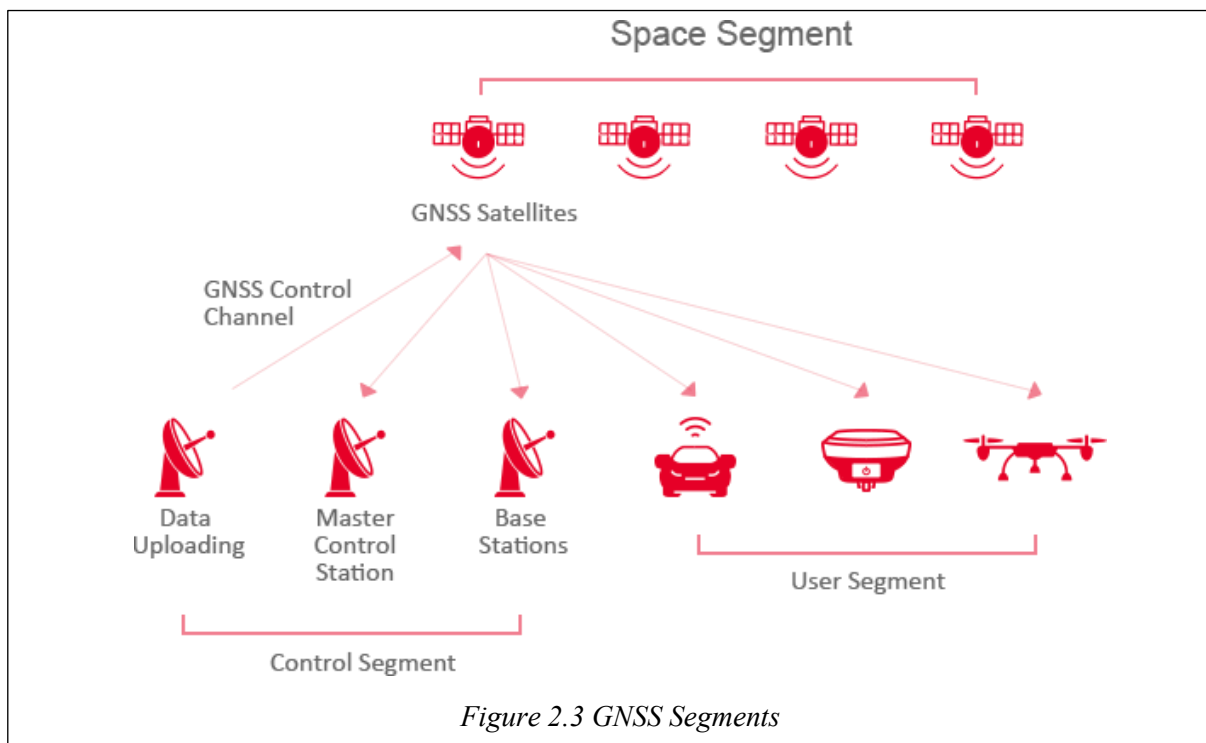 Space Segment
GNSS Satellites
GNSS Control
Channel
Data
Uploading
Master
Control
Station
Base
Stations
User Segment
Control Segment
Figure 2.3 GNSS Segments